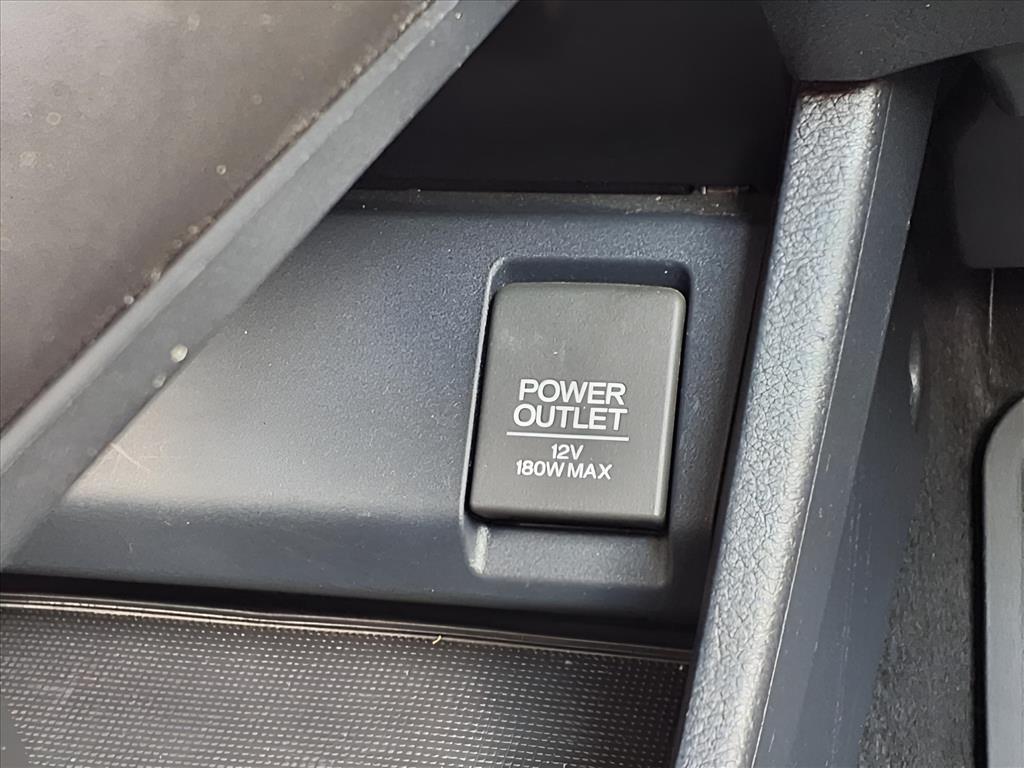 POWER
OUTLET
12V
180W MAX